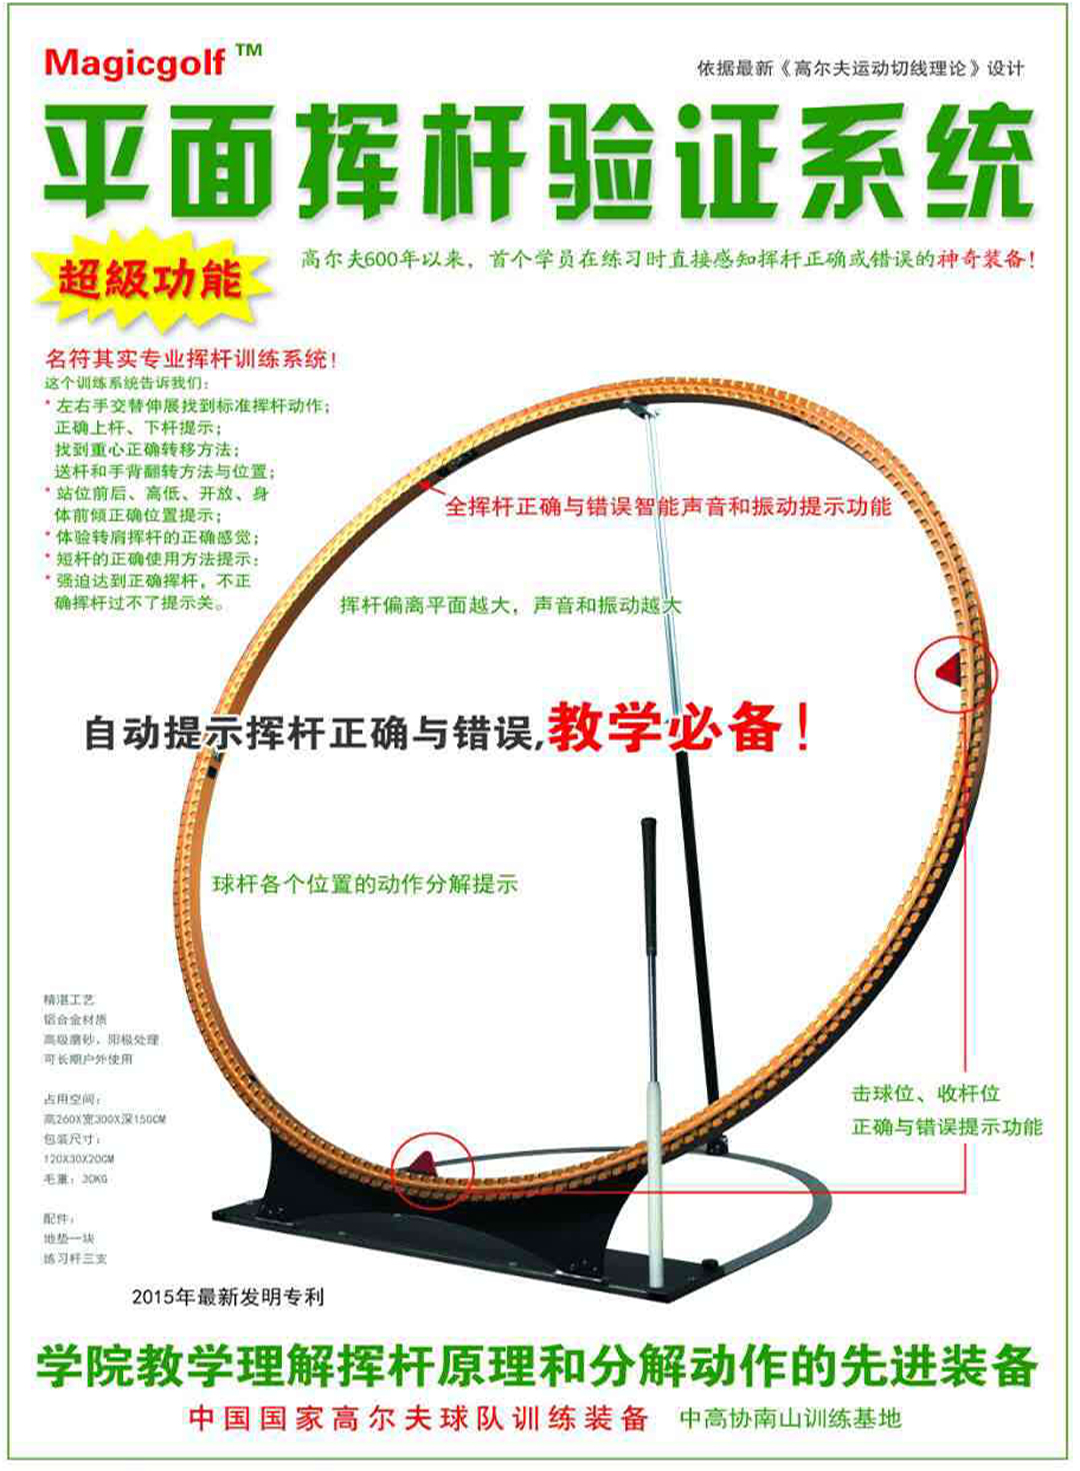 Magicgolf™
依据最新《高尔夫运动切线理论》设计
平面挥杆验证系统
超級功能
高尔夫600年以来，首个学员在练习时直接感知挥杆正确或错误的神奇装备！
名符其实专业挥杆训练系统！
这个训练系统告诉我们：
* 左右手交替伸展找到标准挥杆动作；
正确上杆、下杆提示；
找到重心正确转移方法；
送杆和手背翻转方法与位置；
* 站位前后、高低、开放、身
体前倾正确位置提示；
* 体验转肩挥杆的正确感觉；
* 短杆的正确使用方法提示：
* 强迫达到正确挥杆，不正
确挥杆过不了提示关。
全挥杆正确与错误智能声音和振动提示功能
挥杆偏离平面越大，声音和振动越大
自动提示挥杆正确与错误,教学必备！
球杆各个位置的动作分解提示
精湛工艺
铝合金材质
高级磨砂、阳极处理
可长期户外使用
占用空间：
高260X宽300X深150CM
包装尺寸：
120X30X20CM
毛重：30KG
配件：
地垫一块
练习杆三支
击球位、收杆位
正确与错误提示功能
2015年最新发明专利
学院教学理解挥杆原理和分解动作的先进装备
中国国家高尔夫球队训练装备 中高协南山训练基地